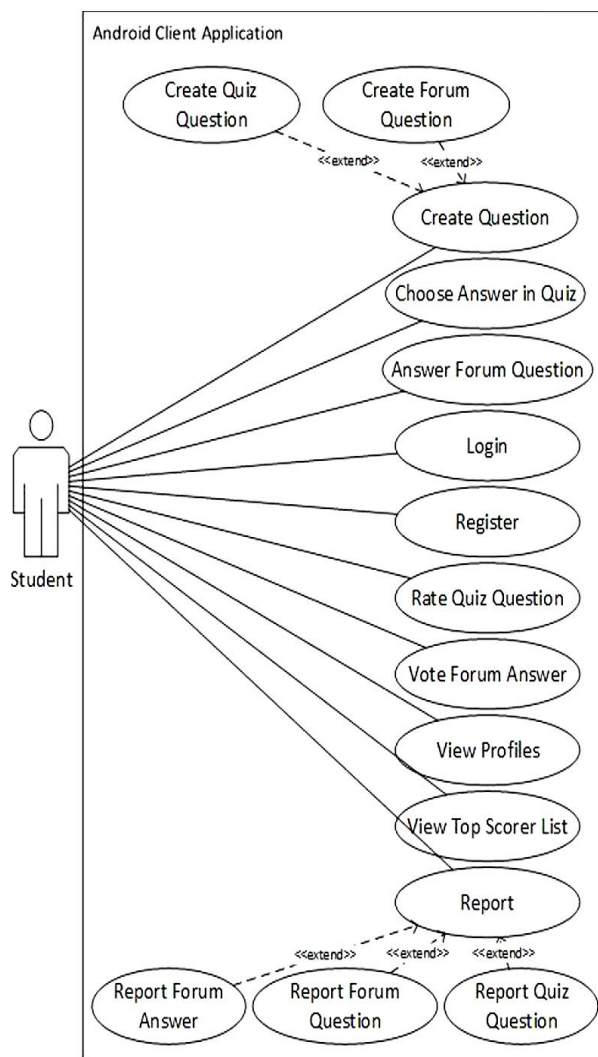 Android Client Application
Create Quiz
Question
Create Forum
Question
<<extend>>
<<extend>>
Create Question
Choose Answer in Quiz
Answer Forum Question
Login
Register
Student
Rate Quiz Question
Vote Forum Answer
View Profiles
View Top Scorer List
Report
<<extend>>
<<extend>>
<<extend>>
Report Forum
Answer
Report Forum
Question
Report Quiz
Question